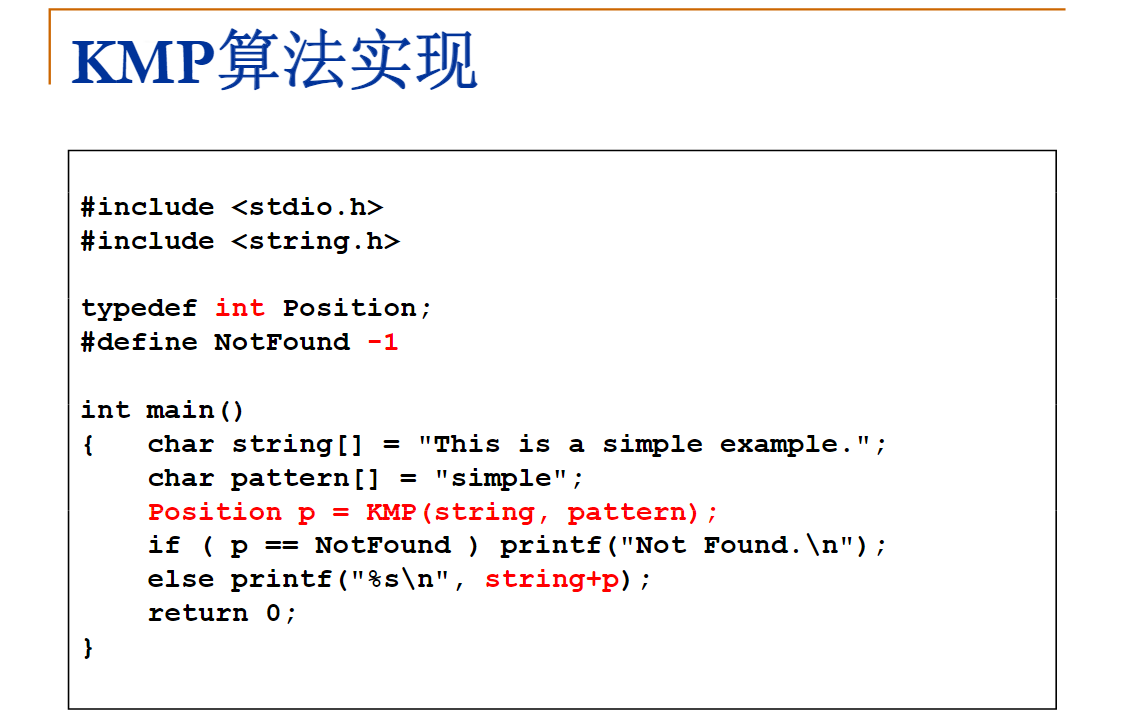 KMP算法实现
#include <stdio.h>
#include <string.h>
typedef int Position;
#define NotFound -1
int main()
{   char string[] = "This is a simple example.";
    char pattern[] = "simple";
    Position p = KMP(string, pattern);
    if ( p == NotFound ) printf("Not Found.\n");
    else printf("%s\n", string+p);
    return 0;
}